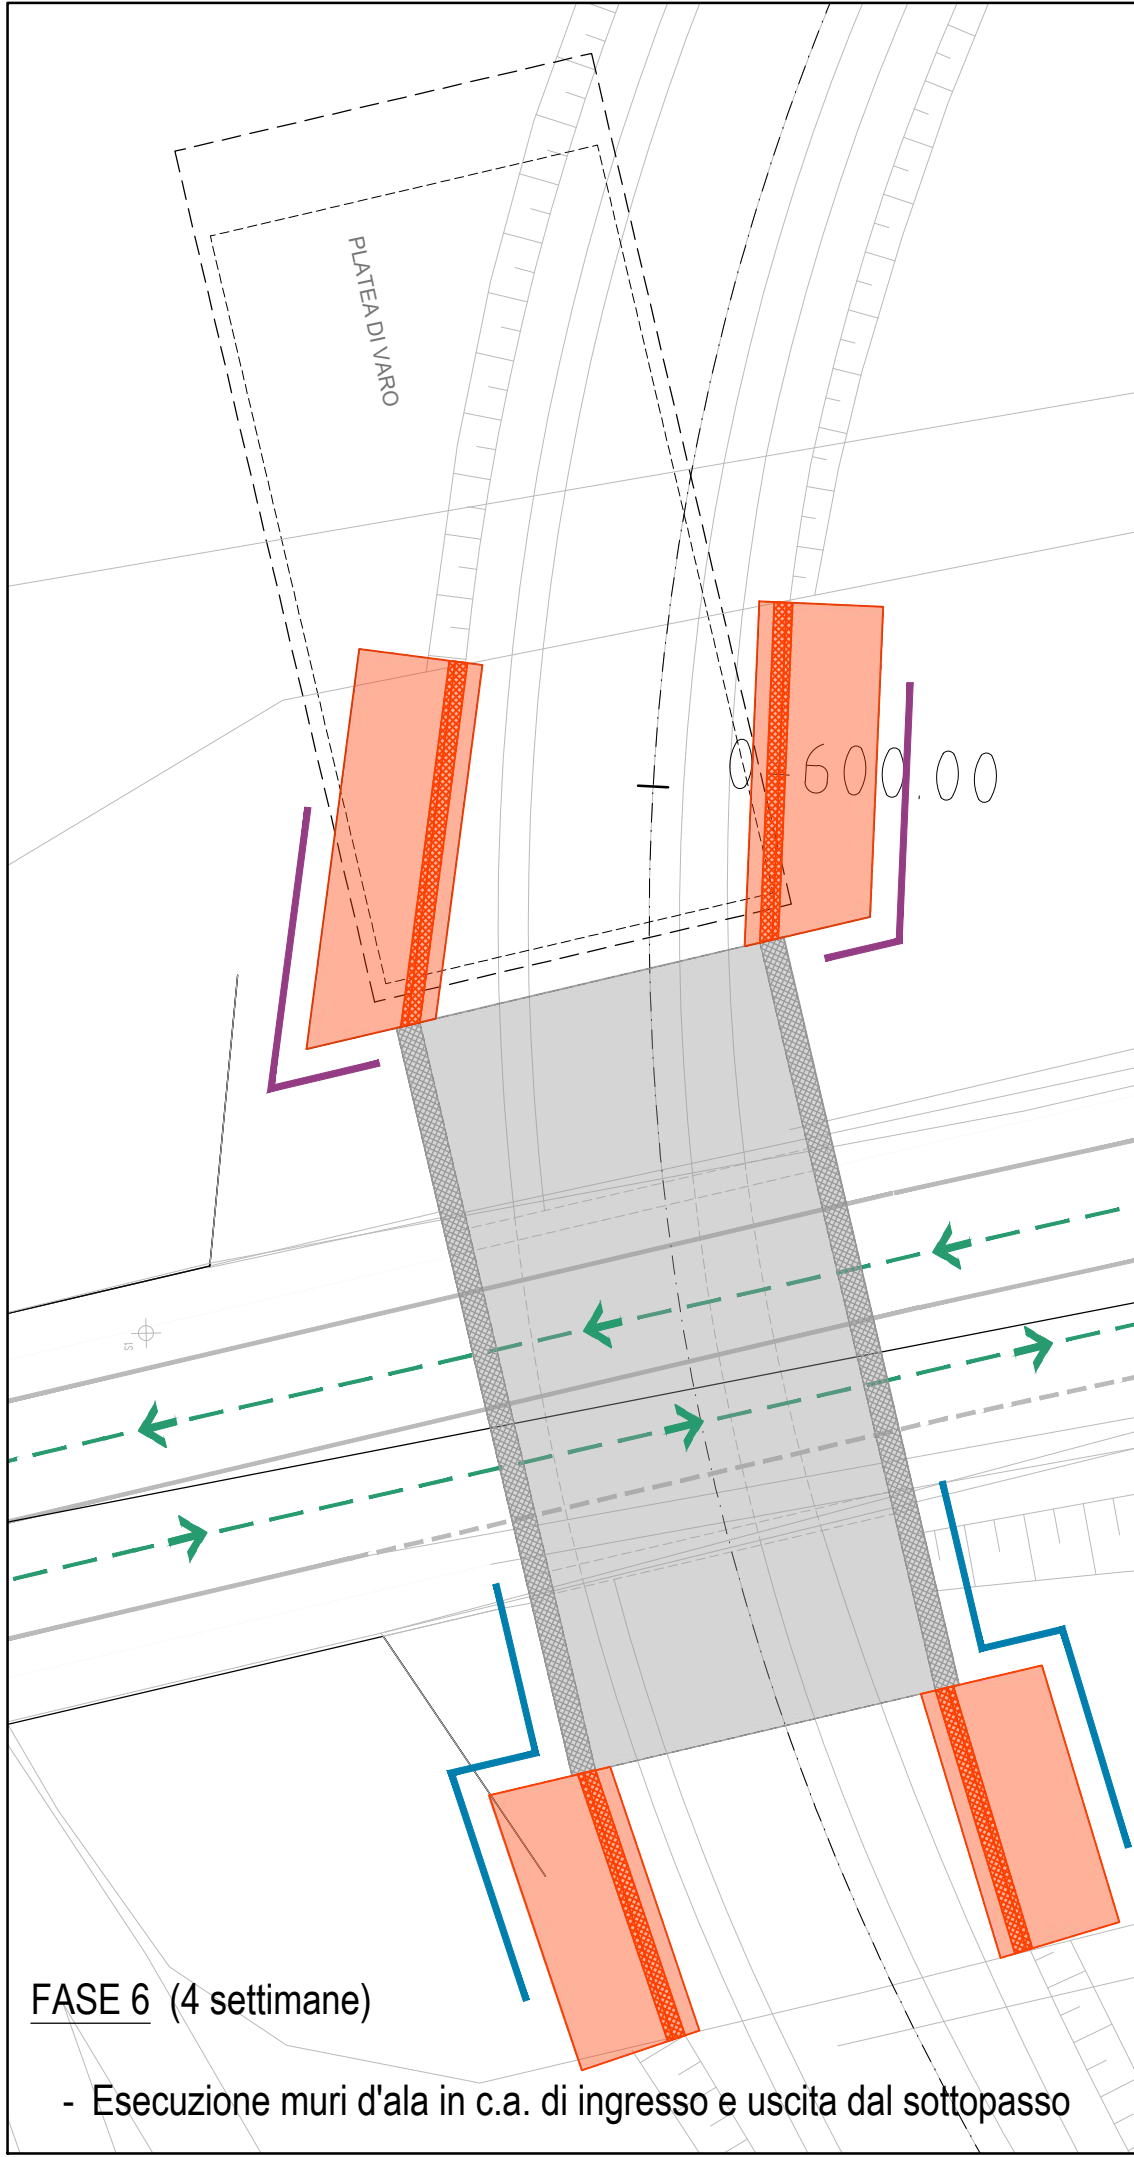 PLATEA DI VARO
0+600.00
S1
FASE 6 (4 settimane)
- Esecuzione muri d'ala in c.a. di ingresso e uscita dal sottopasso